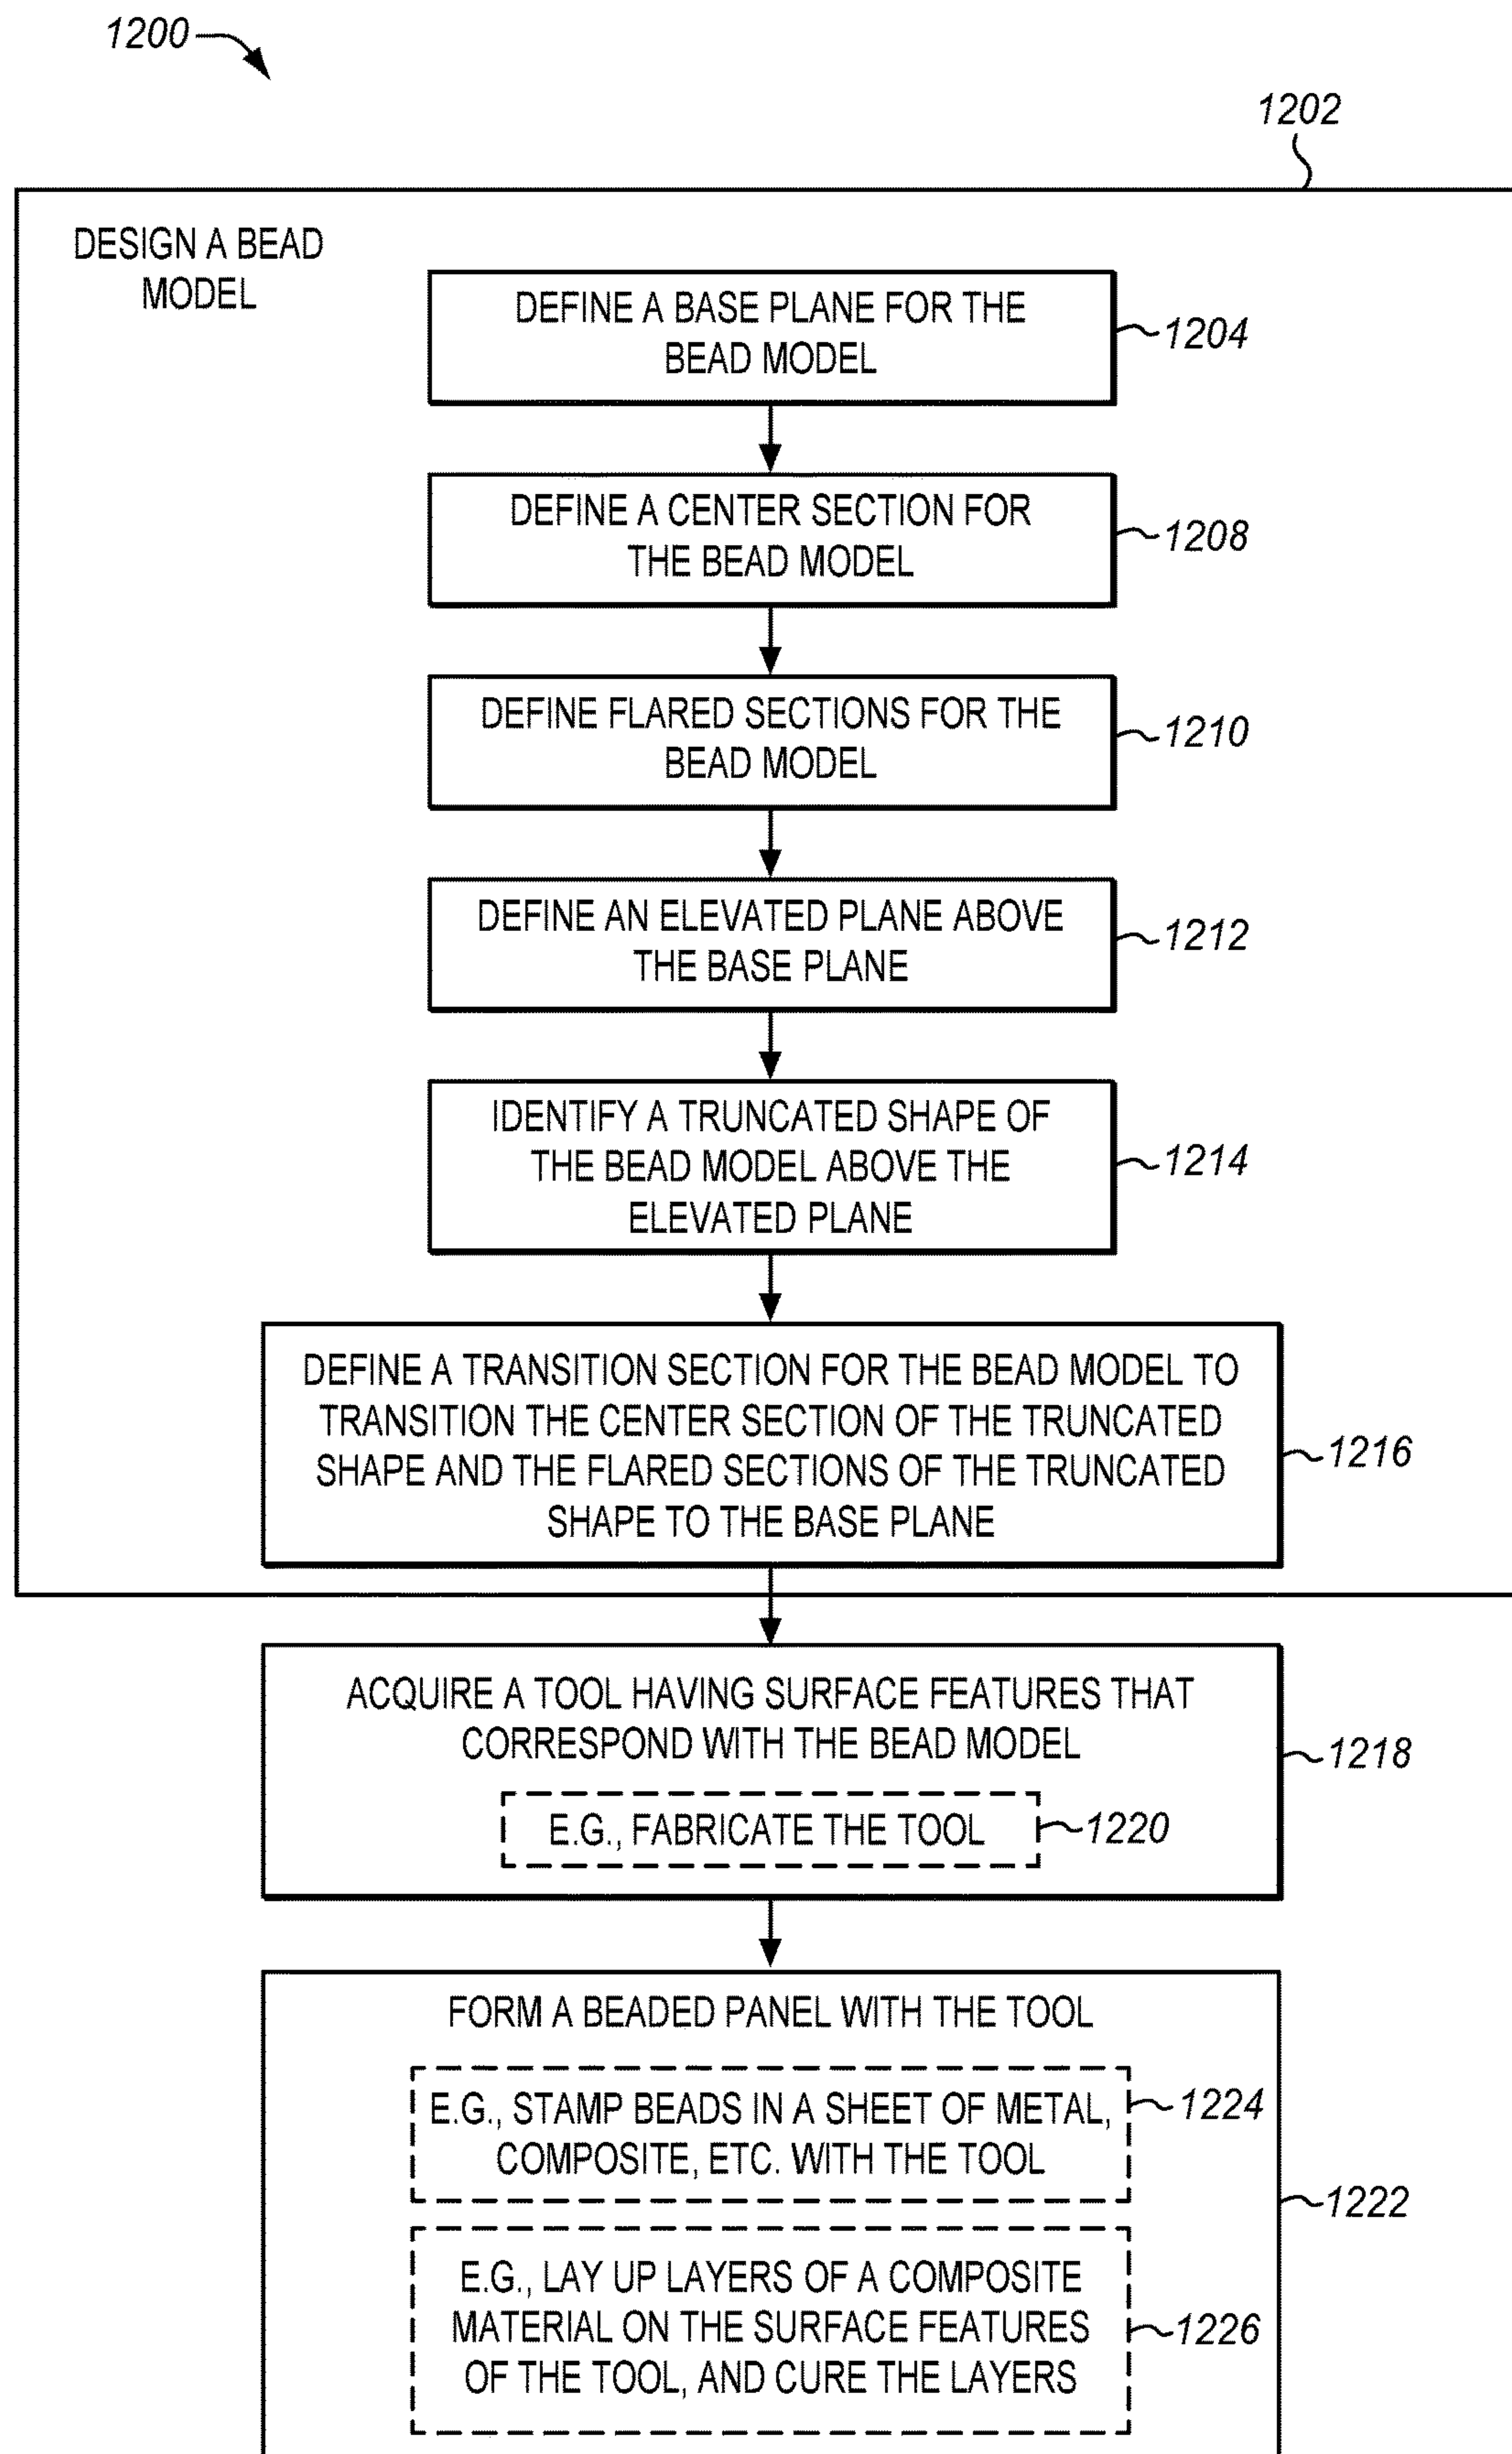 1200
1202
DESIGN A BEAD
MODEL
DEFINE A BASE PLANE FOR THE
BEAD MODEL
1204
DEFINE A CENTER SECTION FOR
THE BEAD MODEL
1208
DEFINE FLARED SECTIONS FOR THE
BEAD MODEL
1210
DEFINE AN ELEVATED PLANE ABOVE
THE BASE PLANE
1212
IDENTIFY A TRUNCATED SHAPE OF
THE BEAD MODEL ABOVE THE
ELEVATED PLANE
1214
DEFINE A TRANSITION SECTION FOR THE BEAD MODEL TO
TRANSITION THE CENTER SECTION OF THE TRUNCATED
SHAPE AND THE FLARED SECTIONS OF THE TRUNCATED
SHAPE TO THE BASE PLANE
1216
ACQUIRE A TOOL HAVING SURFACE FEATURES THAT
CORRESPOND WITH THE BEAD MODEL
1218
E.G., FABRICATE THE TOOL
1220
FORM A BEADED PANEL WITH THE TOOL
E.G., STAMP BEADS IN A SHEET OF METAL,
COMPOSITE, ETC. WITH THE TOOL
1224
1222
E.G., LAY UP LAYERS OF A COMPOSITE
MATERIAL ON THE SURFACE FEATURES
OF THE TOOL, AND CURE THE LAYERS
1226